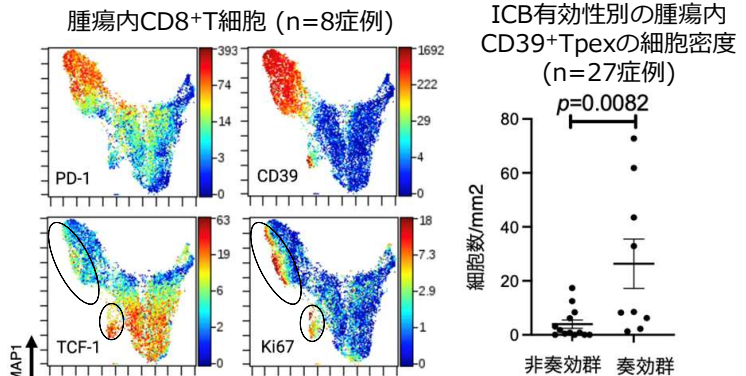 腫瘍内CD8⁺T細胞 (n=8症例)
393
74
14
3
0
PD-1
1692
222
29
4
0
CD39
63
19
6
2
0
TCF-1
18
7.3
2.9
1
0
Ki67
MAP1
ICB有効性別の腫瘍内
CD39⁺Tpexの細胞密度
(n=27症例)
p=0.0082
細胞数/mm2
80
60
40
20
0
非奏効群 奏効群